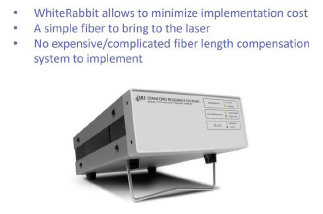 • WhiteRabbit allows to minimize implementation cost
• A simple fiber to bring to the laser
• No expensive/complicated fiber length compensation
system to implement
SRS STANFORD RESEARCH SYSTEMS